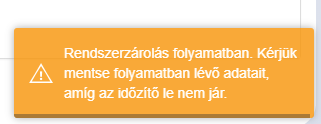 Rendszerzárolás folyamatban. Kérjük
mentse folyamatban lévő adatait,
amíg az időzítő le nem jár.